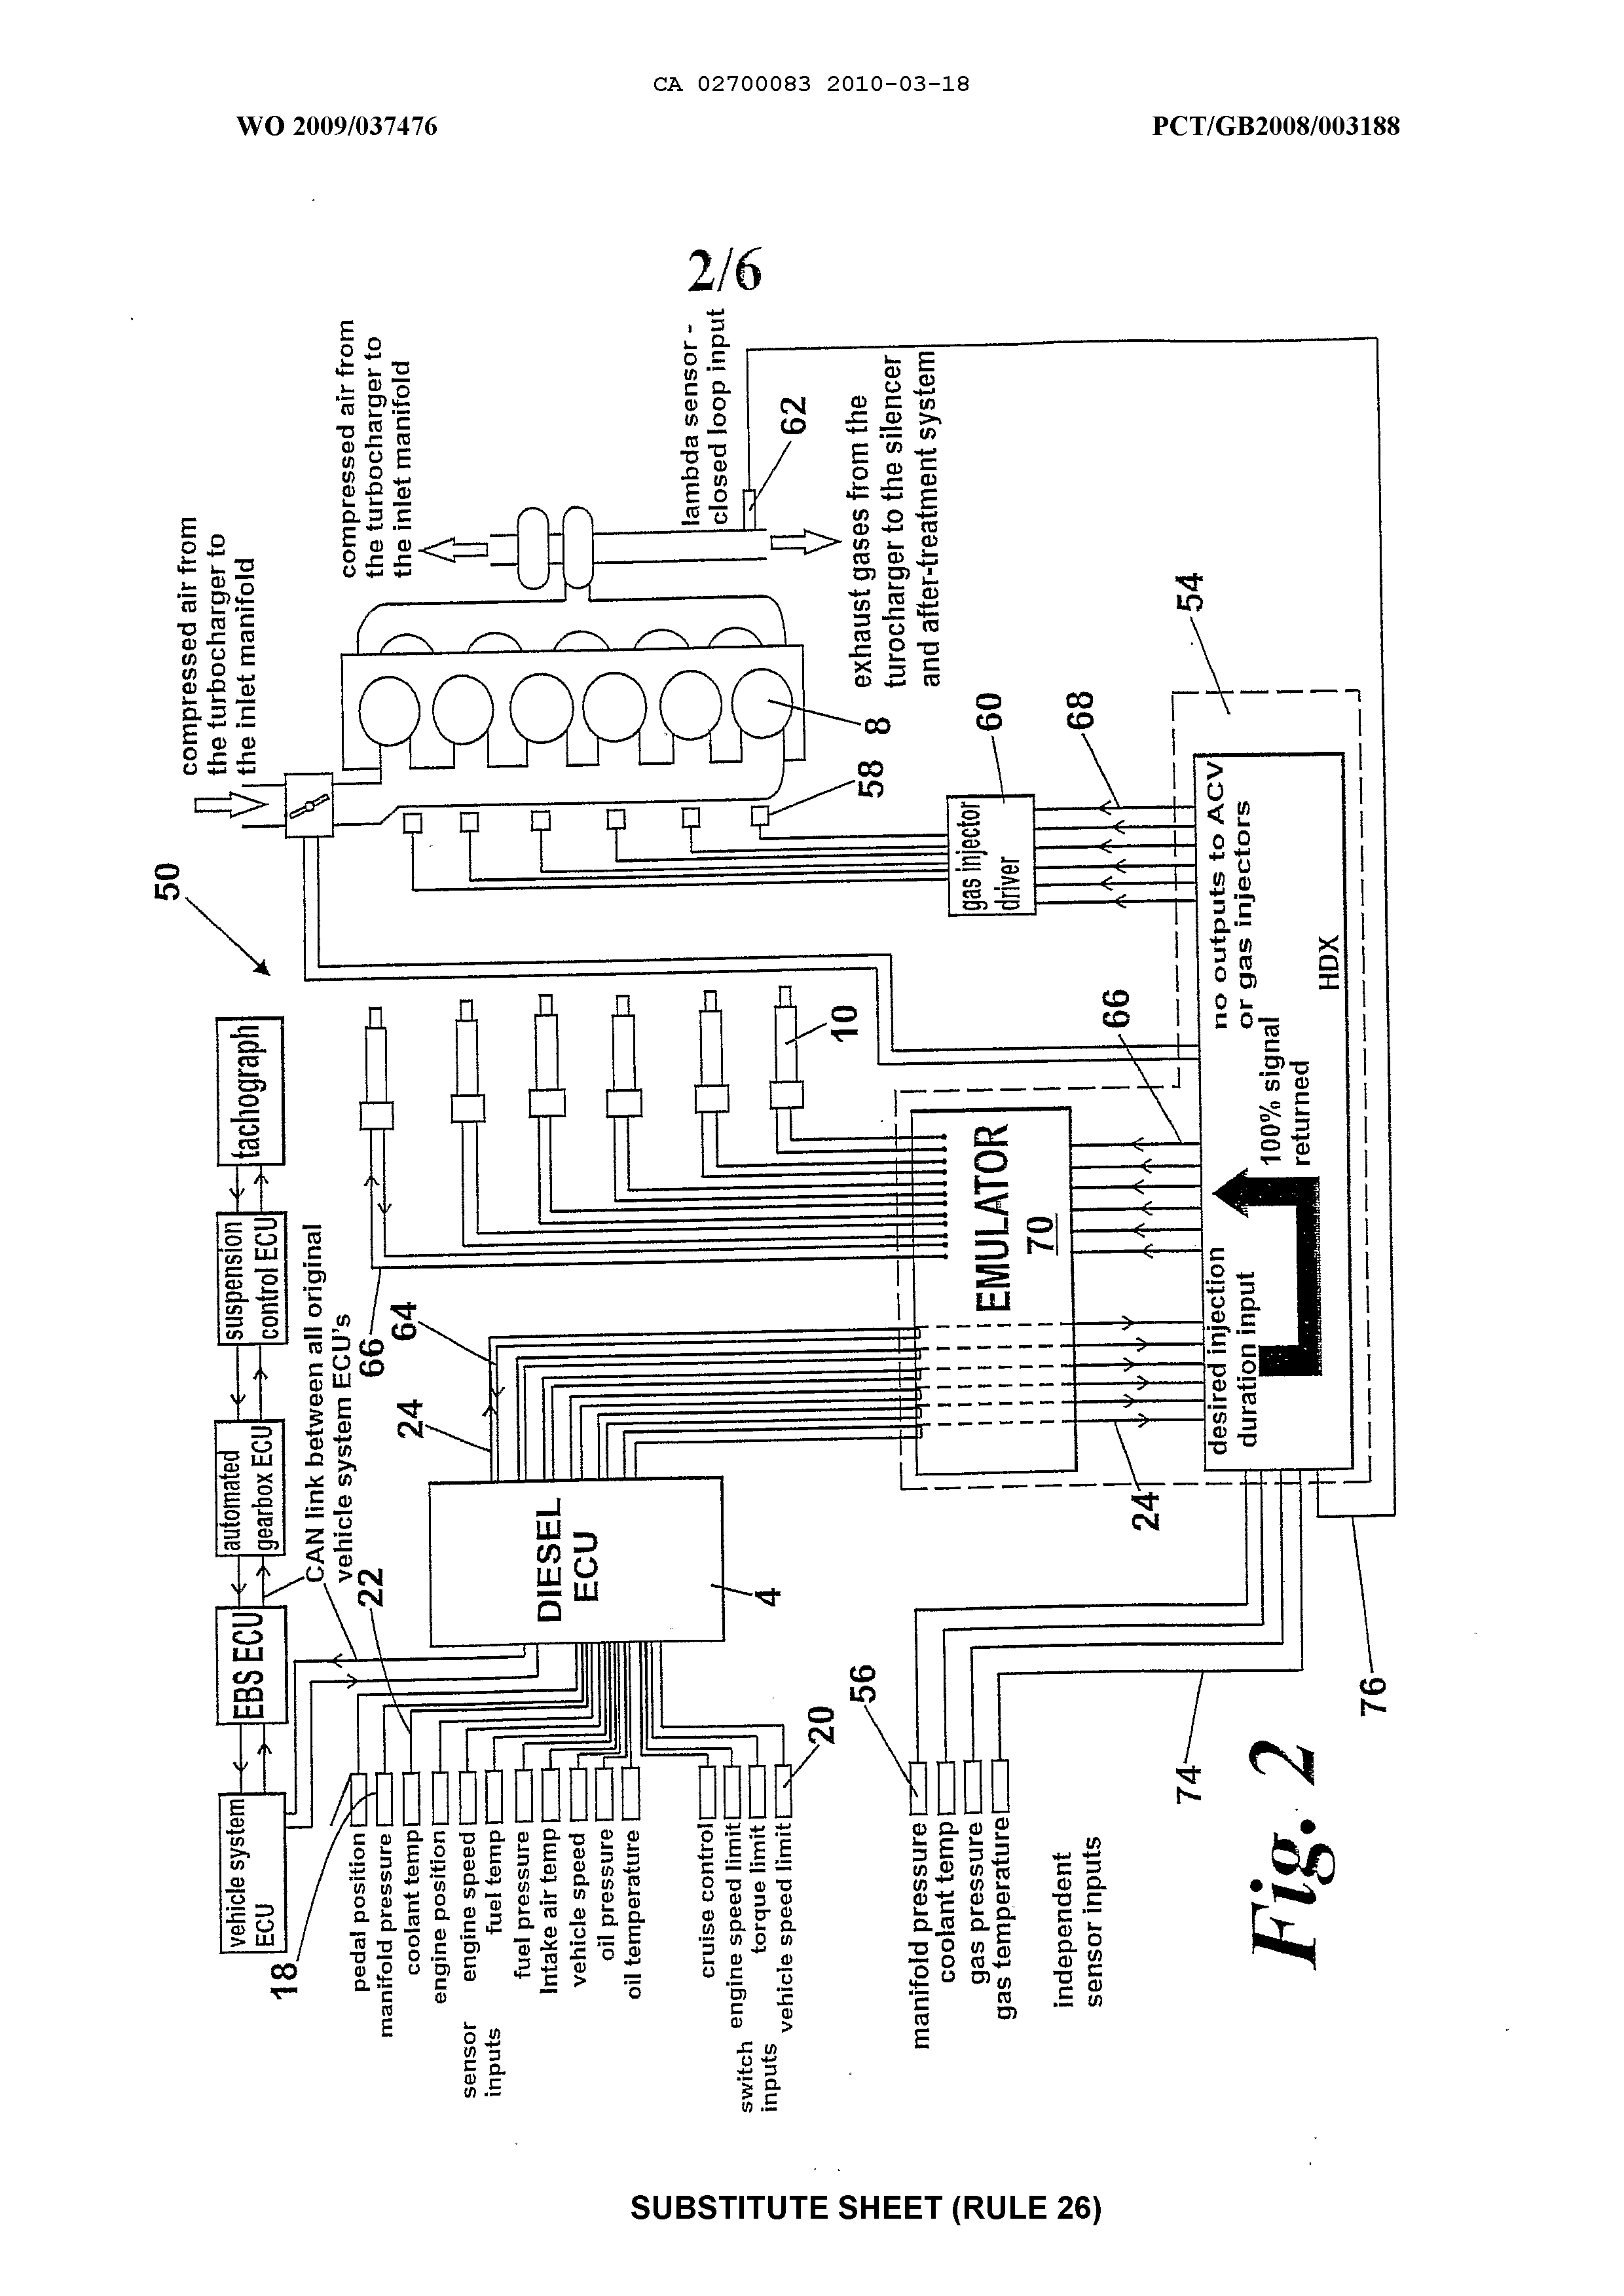 CA 02700083 2010-03-18
WO 2009/037476
PCT/GB2008/003188
2/6
compressed air from
the turbocharger to
the inlet manifold
compressed air from
the turbocharger to
the inlet manifold
lambda sensor -
closed loop input
62
exhaust gases from the
turocharger to the silencer
and after-treatment system
50
8
58
60
gas injector
driver
68
54
tachograph
suspension
control ECU
automated
gearbox ECU
EBS ECU
vehicle system
ECU
CAN link between all original
vehicle system ECU's
10
66
64
24
22
18
DIESEL
ECU
4
EMULATOR
70
66
24
no outputs to ACV
or gas injectors
HDX
100% signal
returned
desired injection
duration input
pedal position
manifold pressure
coolant temp
engine position
engine speed
fuel temp
fuel pressure
Intake air temp
vehicle speed
oil pressure
oil temperature
sensor
inputs
cruise control
engine speed limit
torque limit
vehicle speed limit
switch
inputs
20
56
manifold pressure
coolant temp
gas pressure
gas temperature
independent
sensor inputs
74
76
Fig. 2
SUBSTITUTE SHEET (RULE 26)